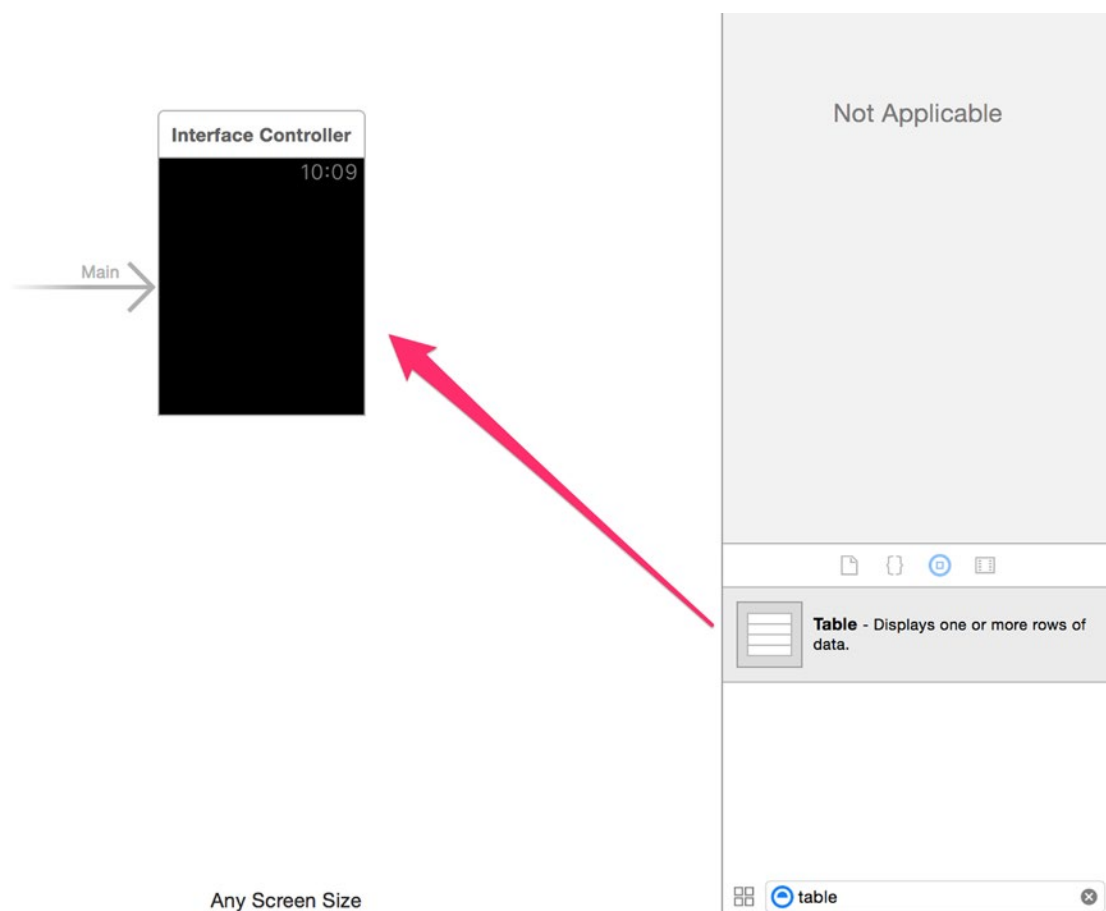 Interface Controller
10:09
Main
Any Screen Size
Not Applicable
{}
Table - Displays one or more rows of
data.
table